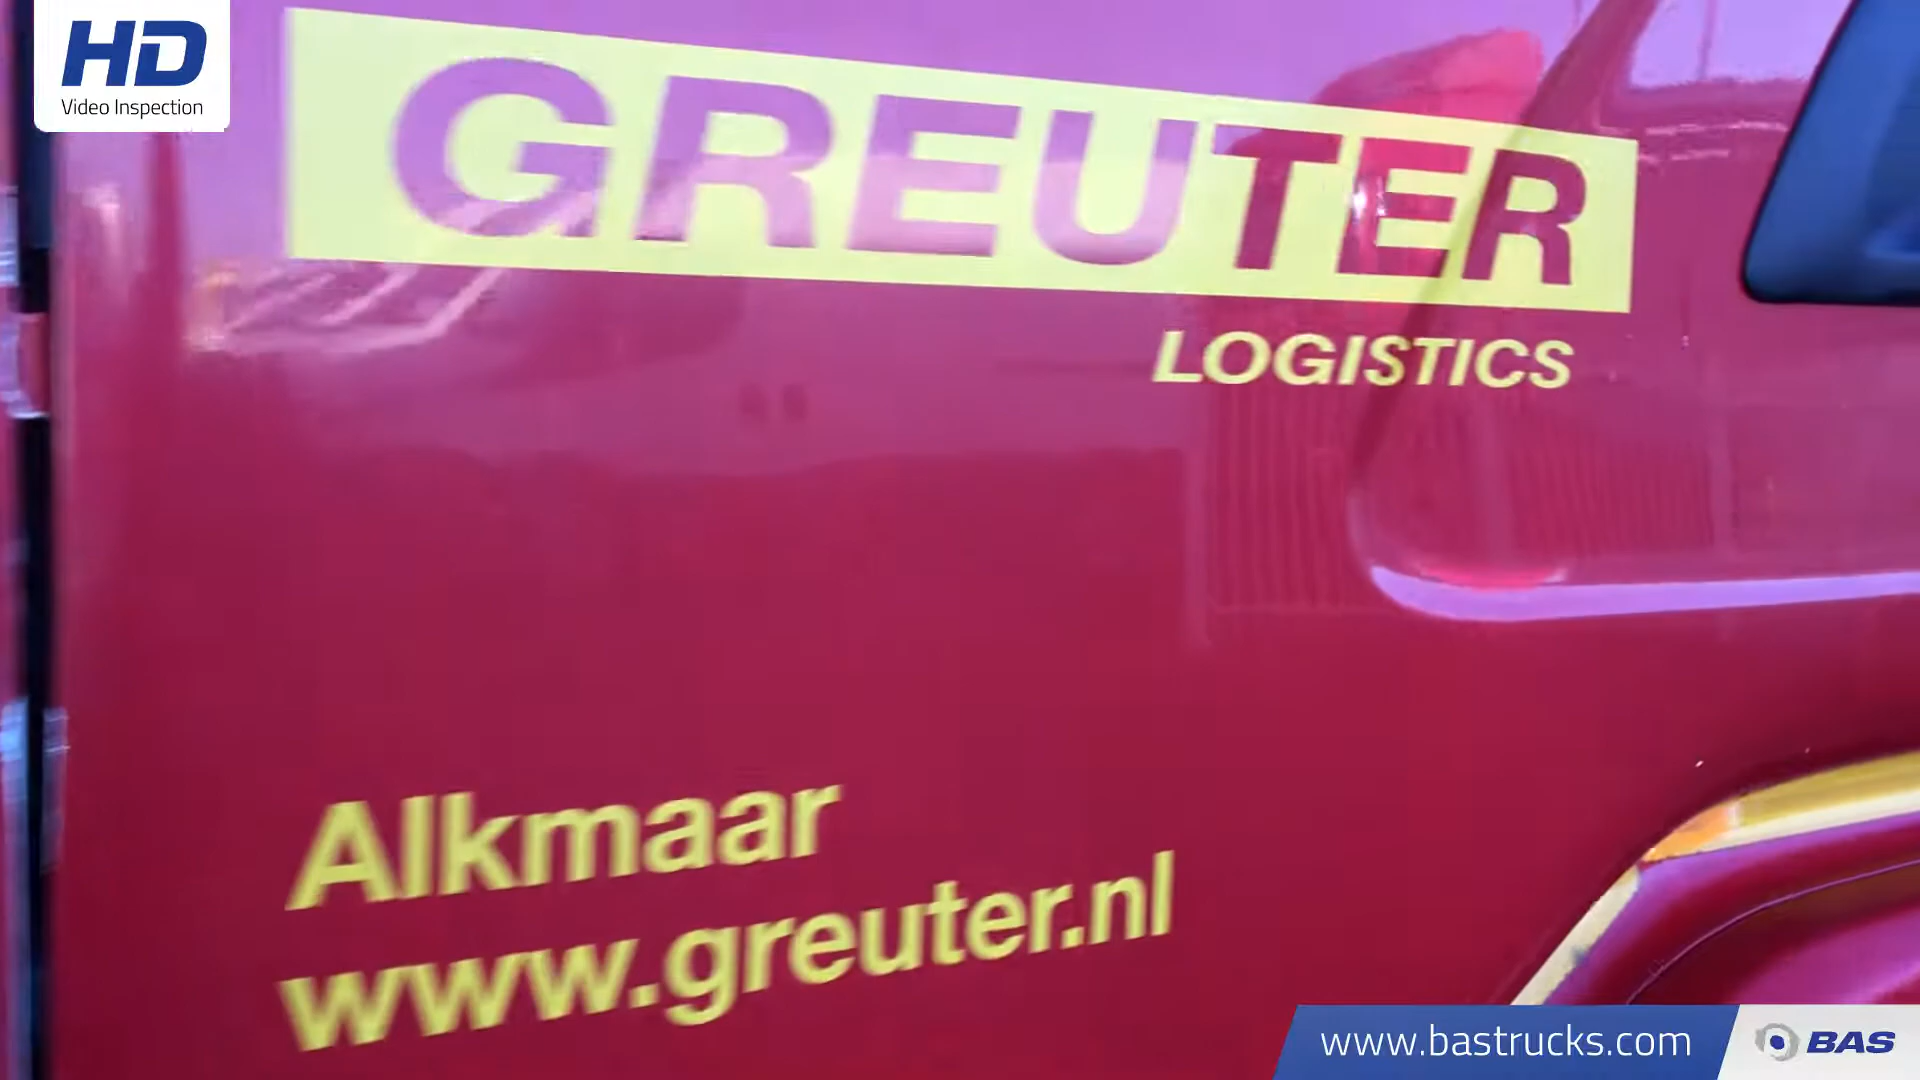 HD
Video Inspection
GREUTER
LOGISTICS
Alkmaar
www.greuter.nl
www.bastrucks.com
BAS